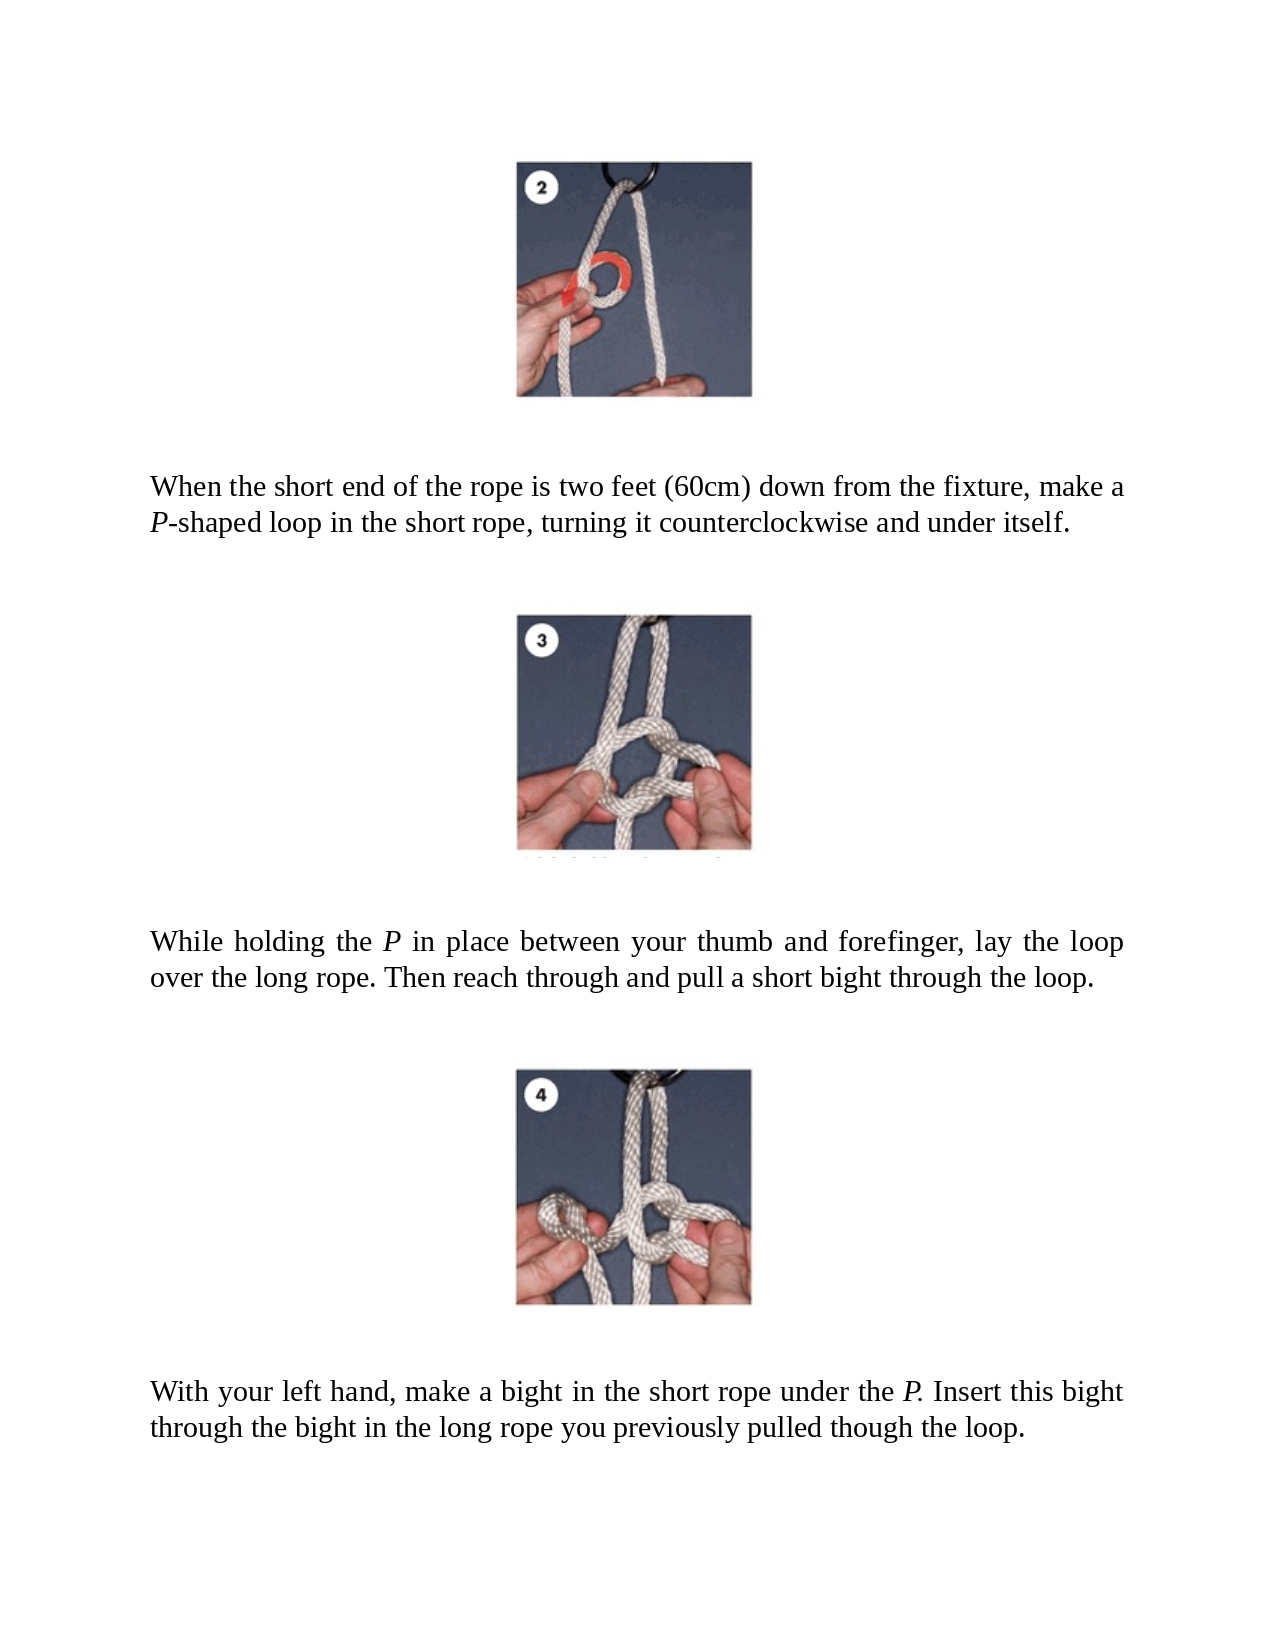 2
When the short end of the rope is two feet (60cm) down from the fixture, make a
P-shaped loop in the short rope, turning it counterclockwise and under itself.
3
While holding the P in place between your thumb and forefinger, lay the loop
over the long rope. Then reach through and pull a short bight through the loop.
4
With your left hand, make a bight in the short rope under the P. Insert this bight
through the bight in the long rope you previously pulled though the loop.